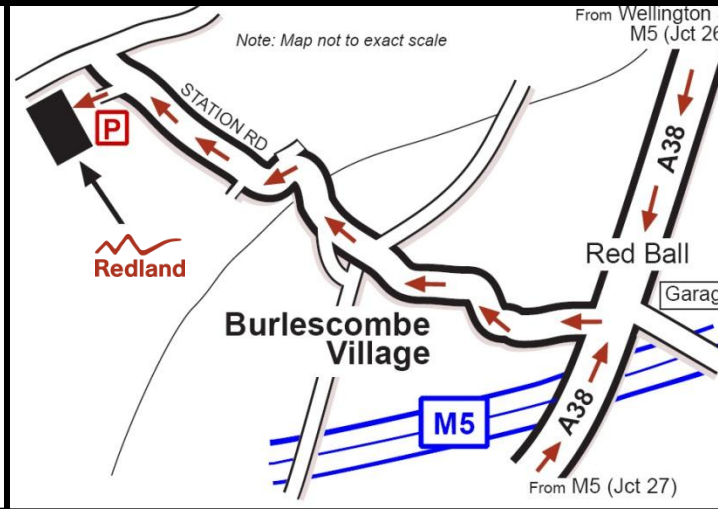 From Wellington
M5 (Jct 26
Note: Map not to exact scale
STATION RD
P
A38
Redland
Red Ball
Garag
Burlescombe
Village
M5
A38
From M5 (Jct 27)